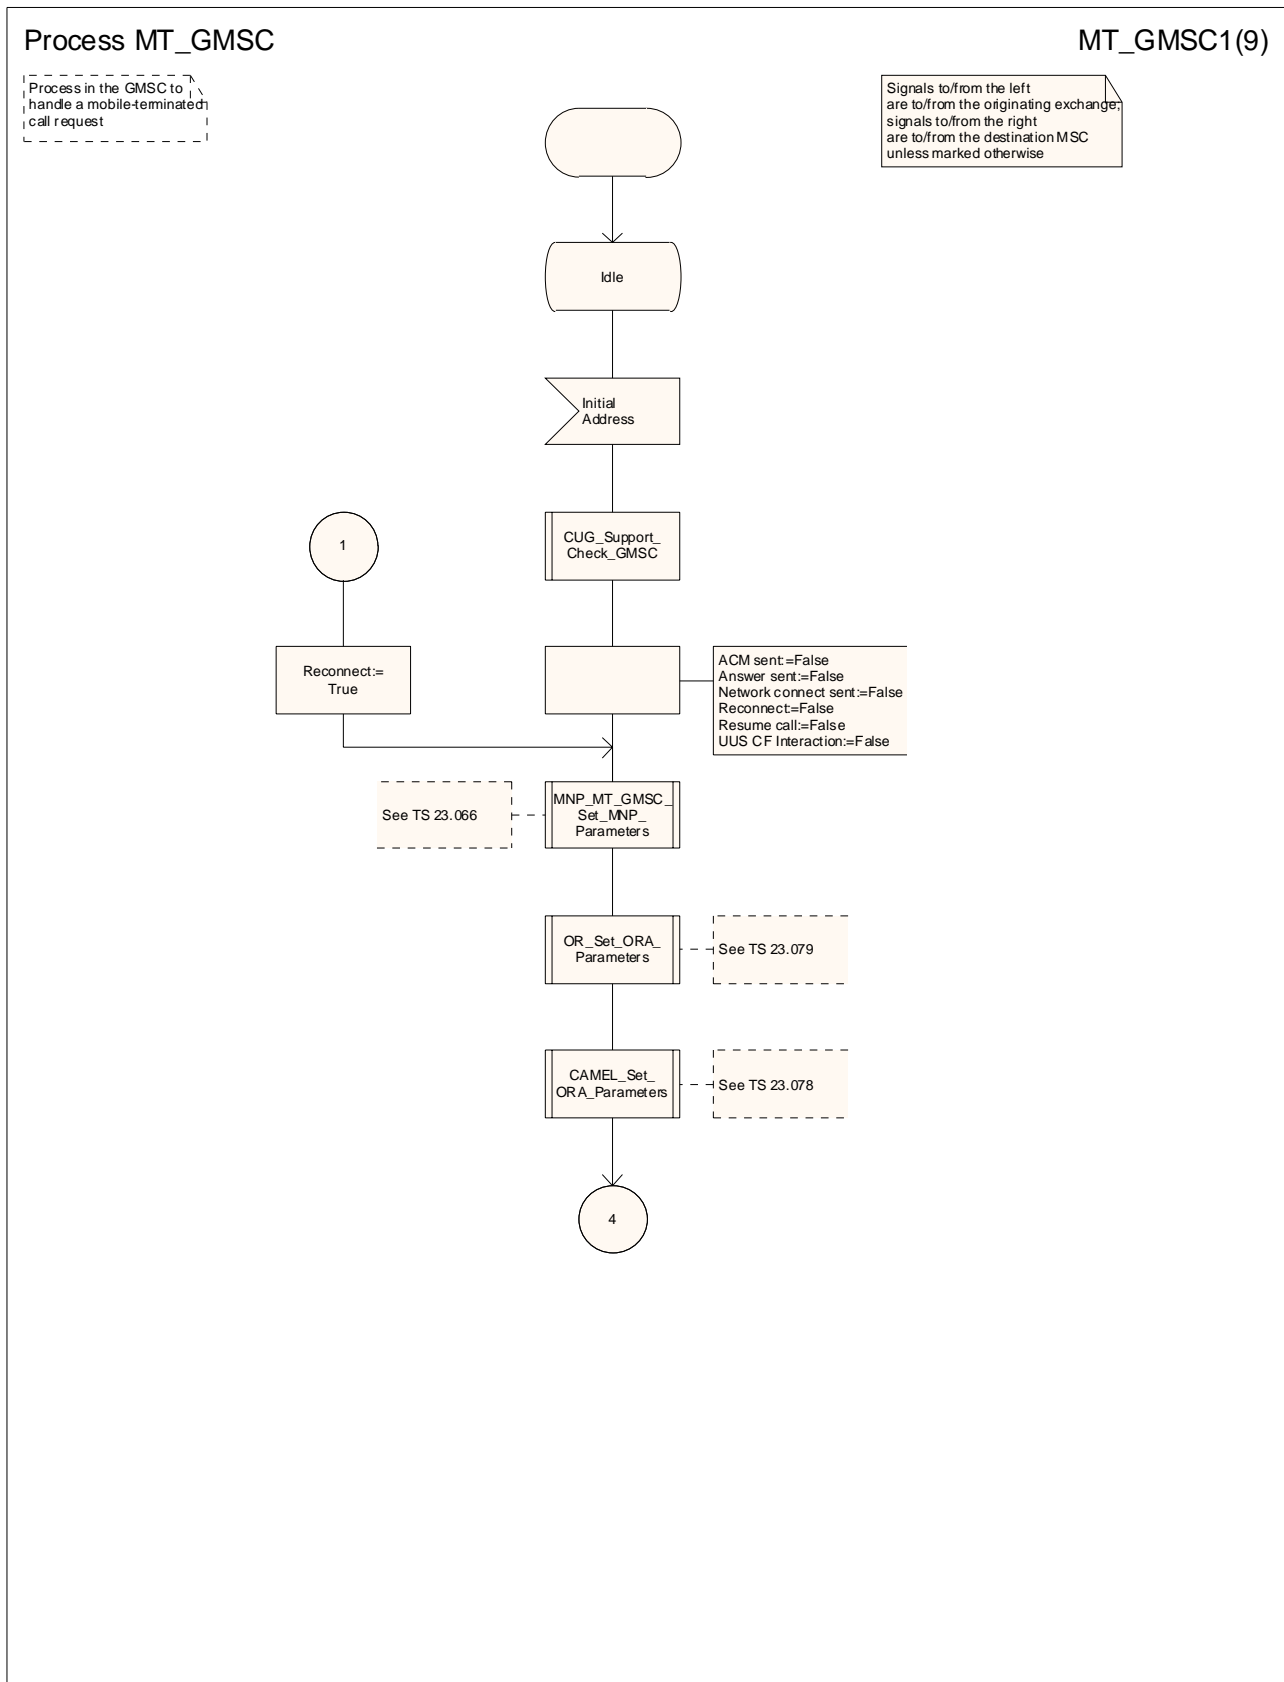 Process MT_GMSC
MT_GMSC1(9)
Process in the GMSC to
handle a mobile-terminated
call request
Signals to/from the left
are to/from the originating exchange;
signals to/from the right
are to/from the destination MSC
unless marked otherwise
Idle
Initial
Address
CUG_Support_
Check_GMSC
1
Reconnect:=
True
ACM sent:=False
Answer sent:=False
Network connect sent:=False
Reconnect:=False
Resume call:=False
UUS CF Interaction:=False
See TS 23.066
MNP_MT_GMSC_
Set_MNP_
Parameters
OR_Set_ORA_
Parameters
See TS 23.079
CAMEL_Set_
ORA_Parameters
See TS 23.078
4